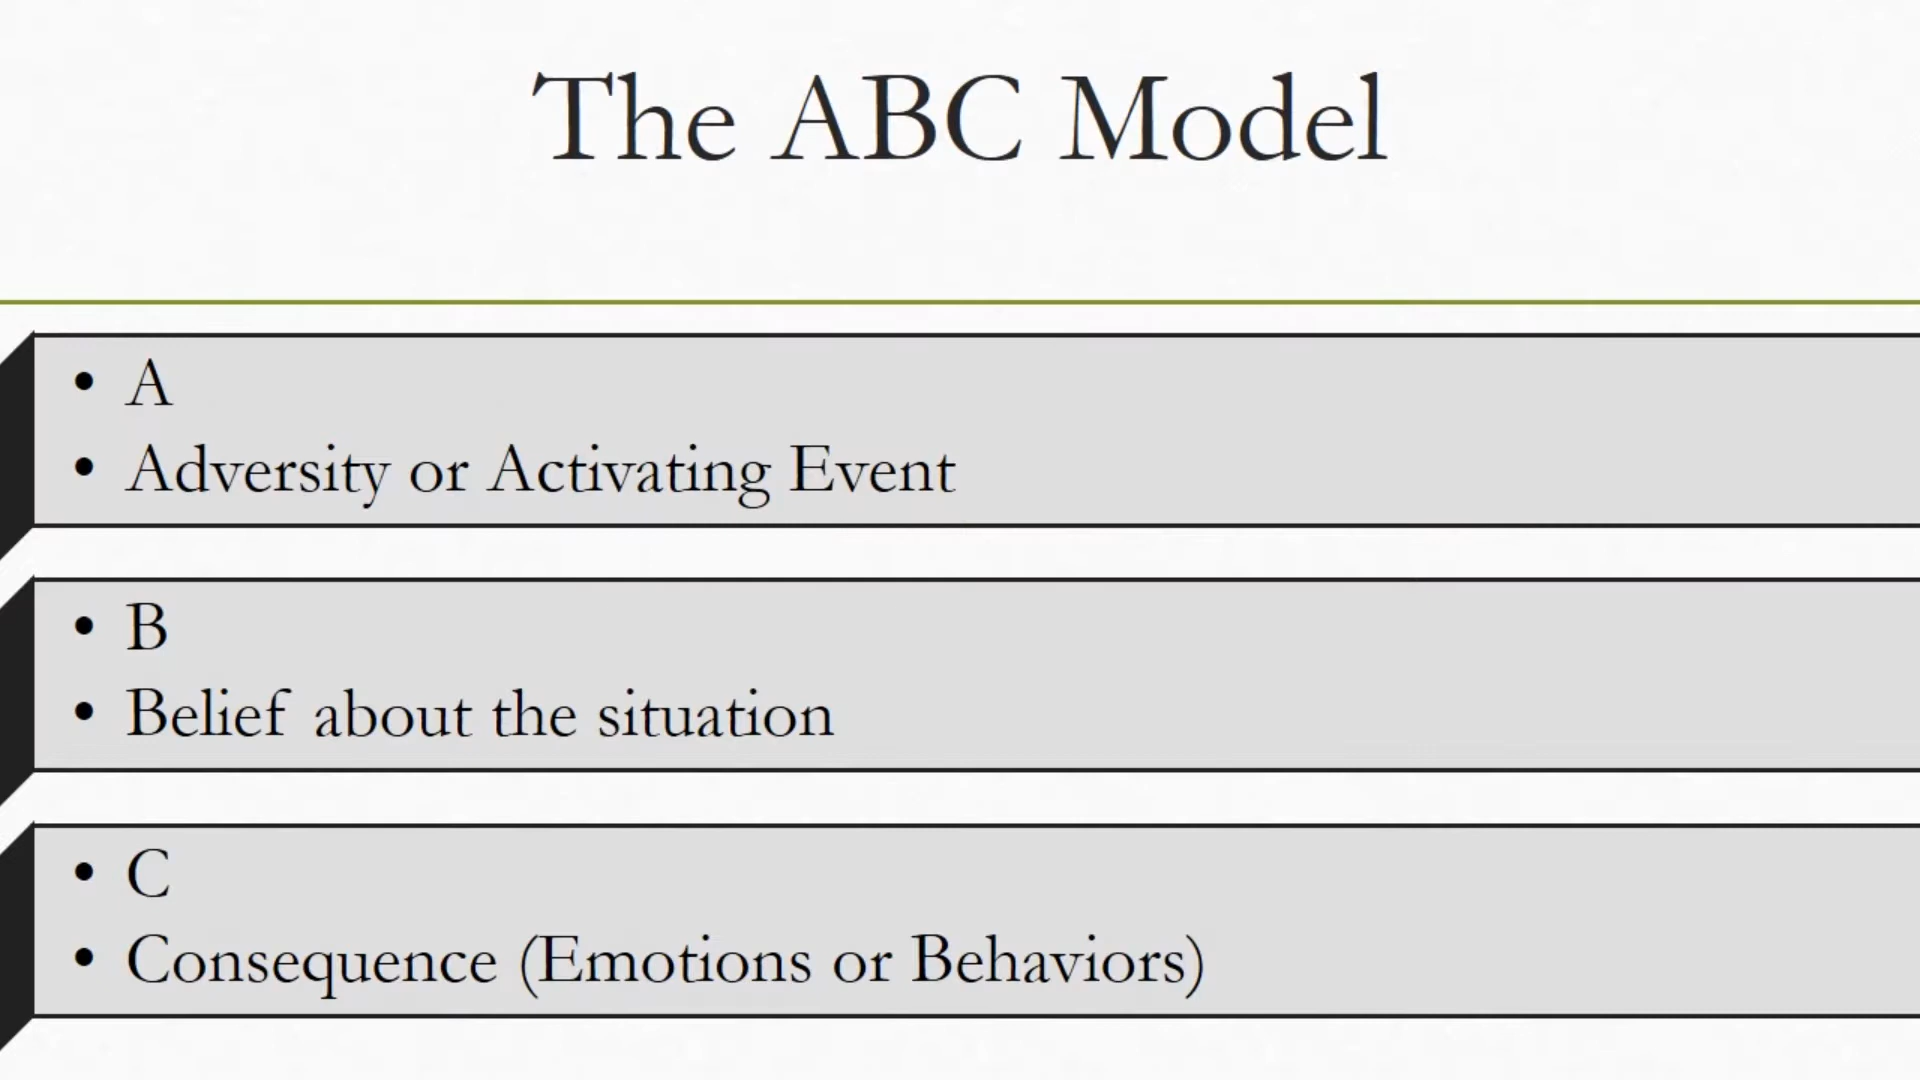 The ABC Model
• A
• Adversity or Activating Event
• B
• Belief about the situation
• C
• Consequence (Emotions or Behaviors)